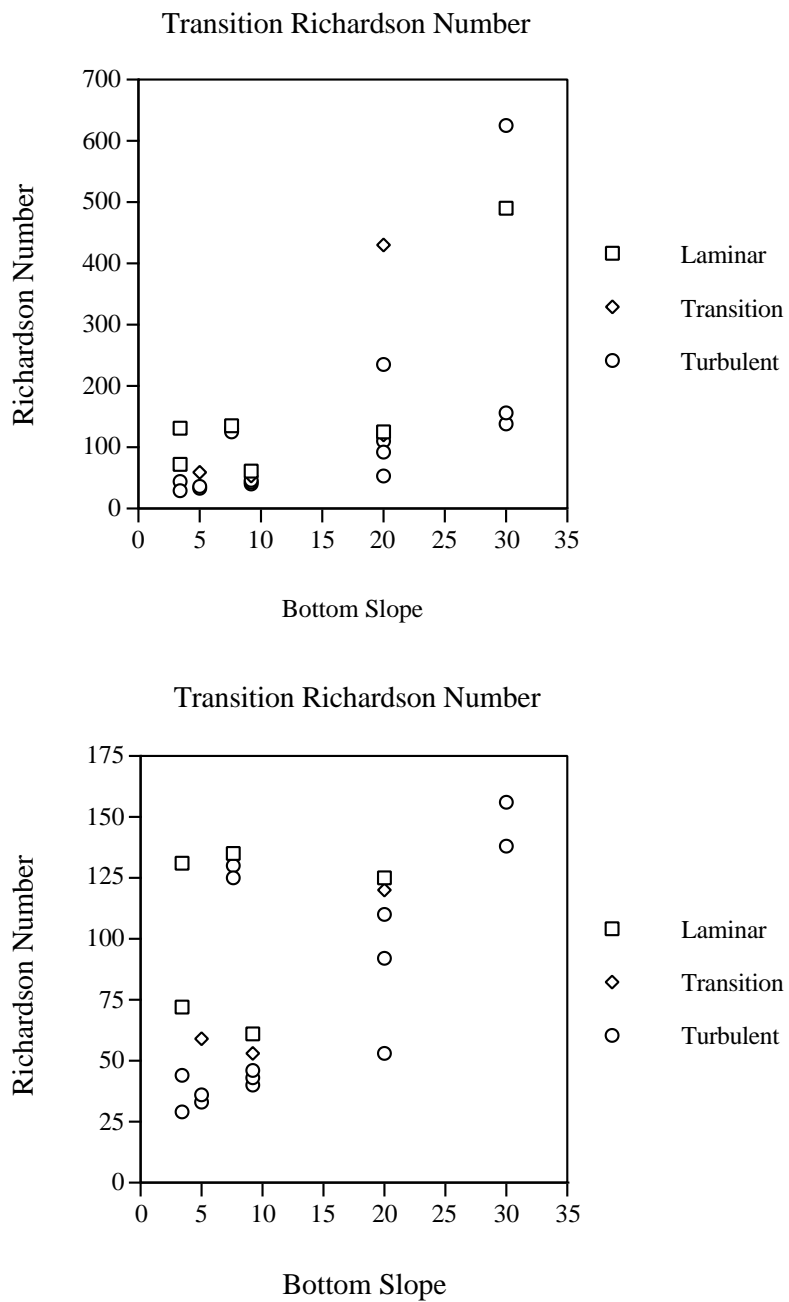 Transition Richardson Number
700
600
500
400
300
200
100
0
0 5 10 15 20 25 30 35
Richardson Number
Bottom Slope
Laminar
Transition
Turbulent
Transition Richardson Number
175
150
125
100
75
50
25
0
0 5 10 15 20 25 30 35
Richardson Number
Bottom Slope
Laminar
Transition
Turbulent